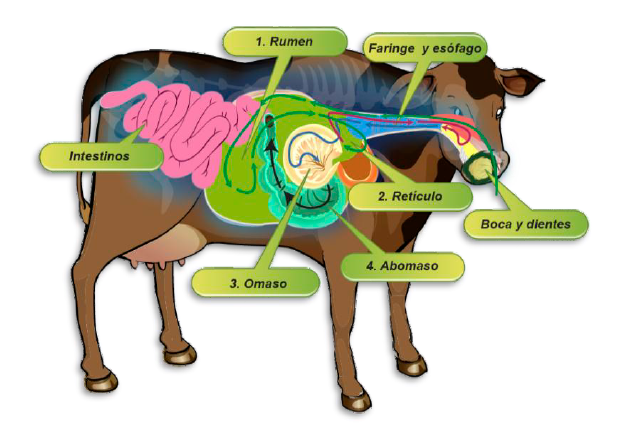 1. Rumen
Faringe y esófago
Intestinos
2. Retículo
Boca y dientes
4. Abomaso
3. Omaso